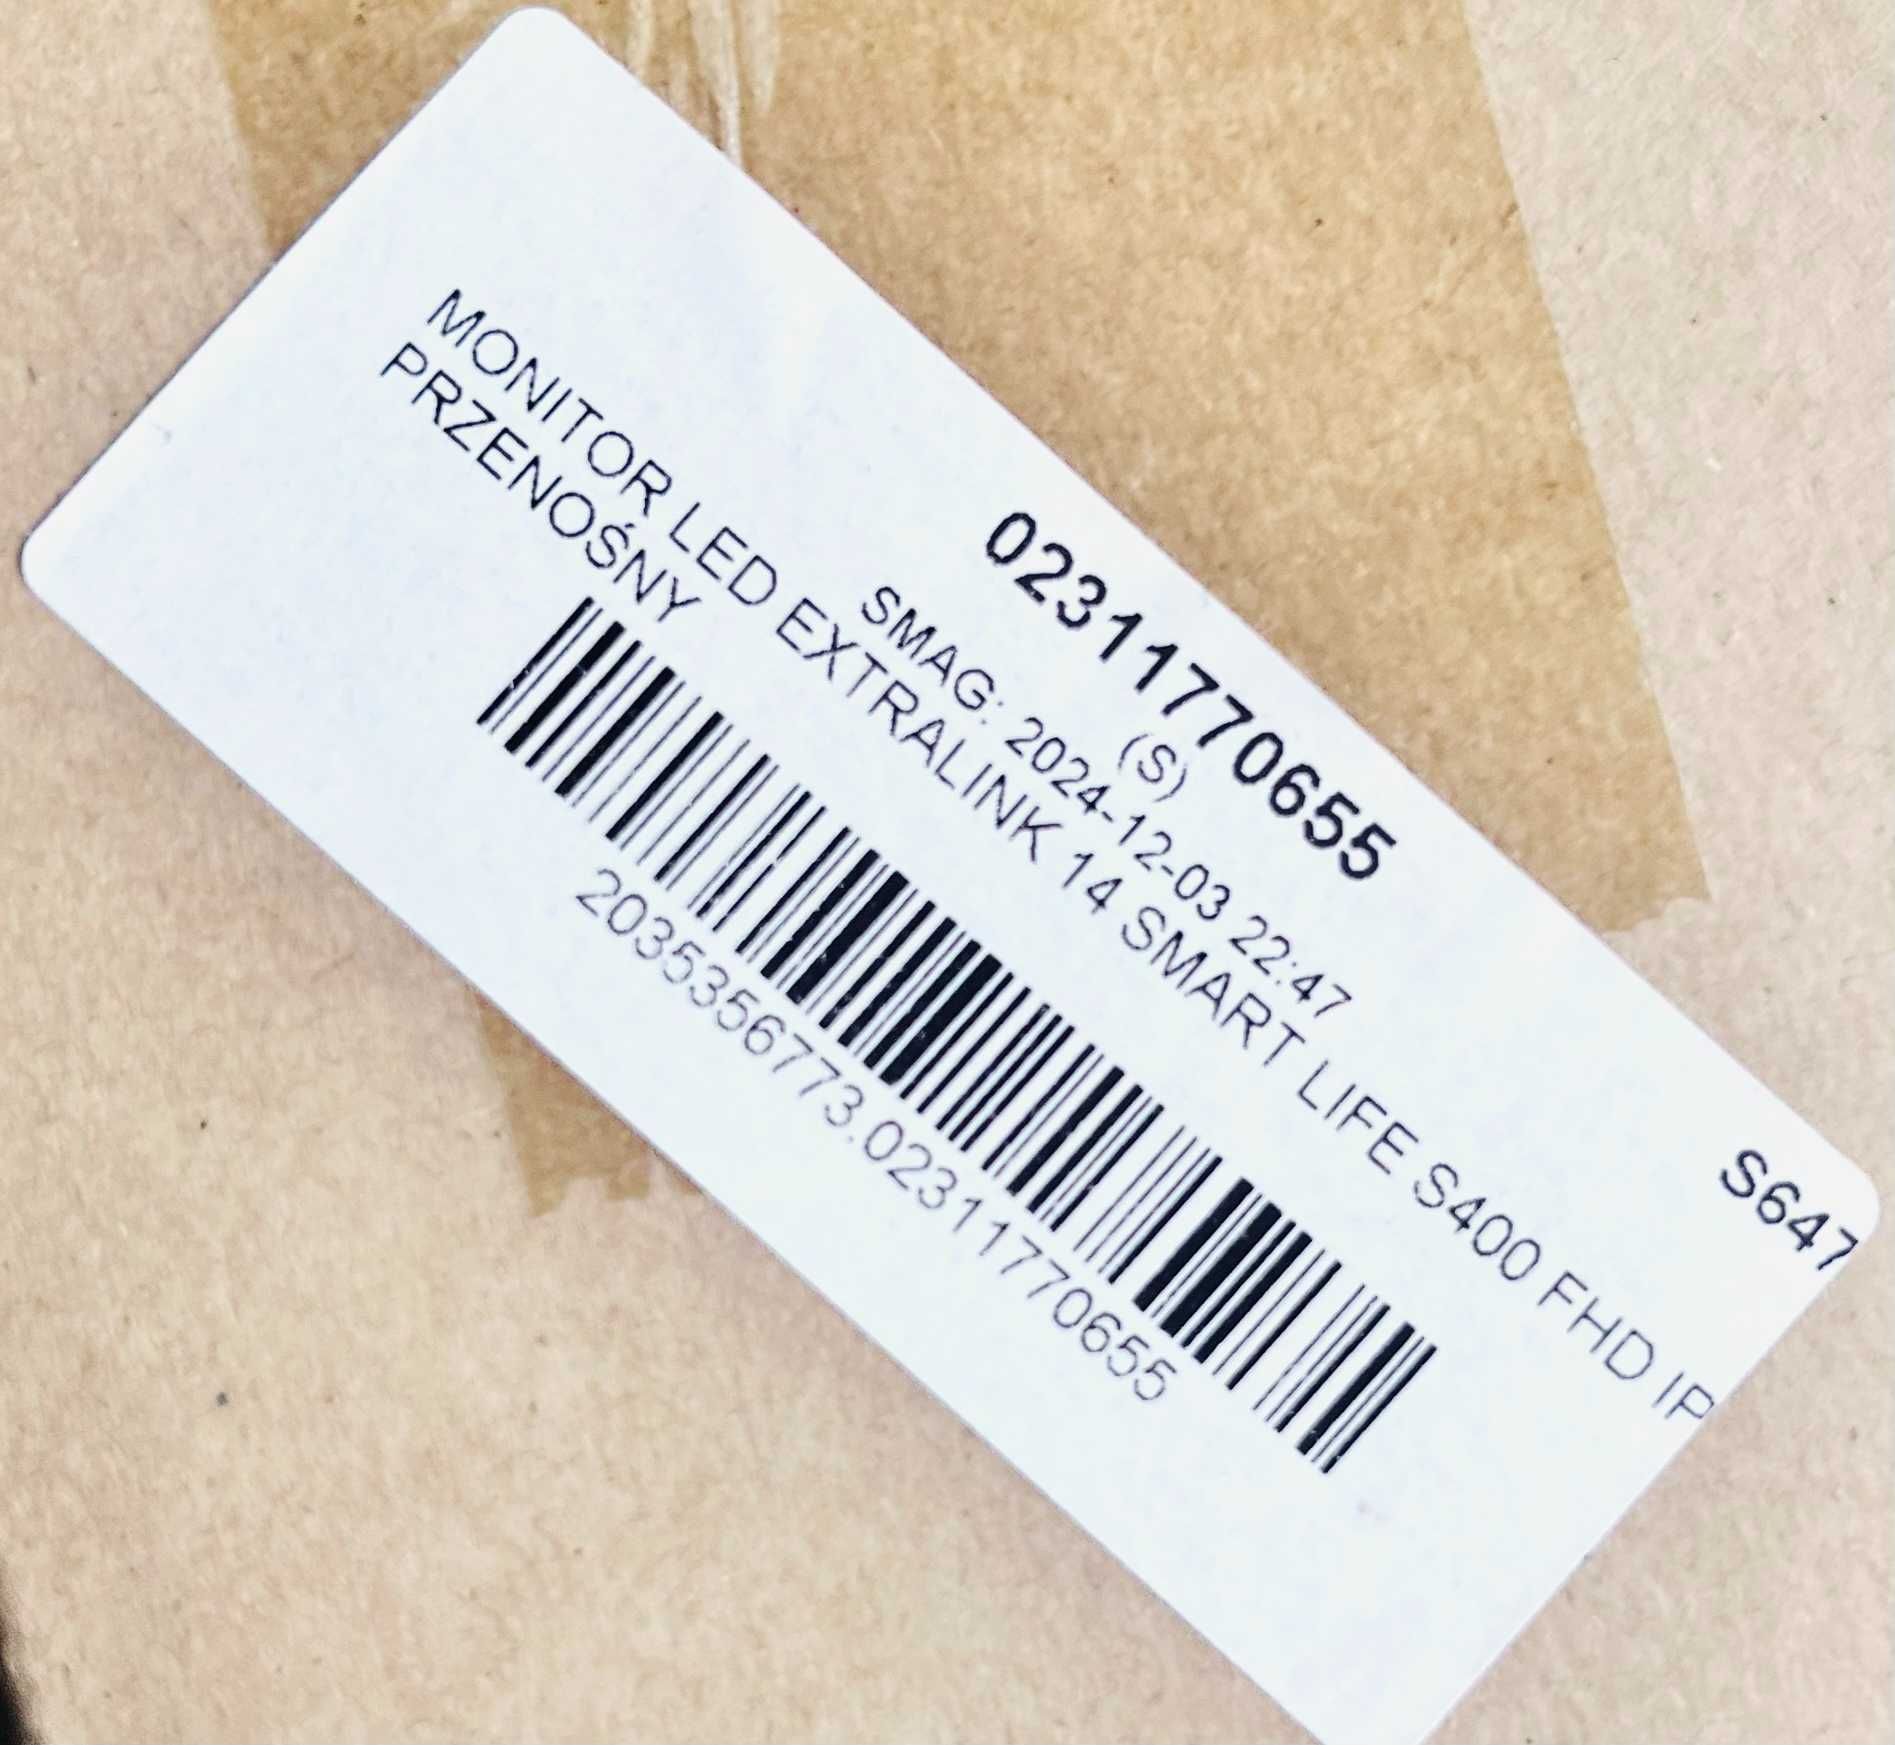 S647
02311770655
(S)
SMAG: 2024-12-03 22:47
MONITOR LED EXTRALINK 14 SMART LIFE S400 FHD IP
PRZENOŚNY
2035356773.02311770655